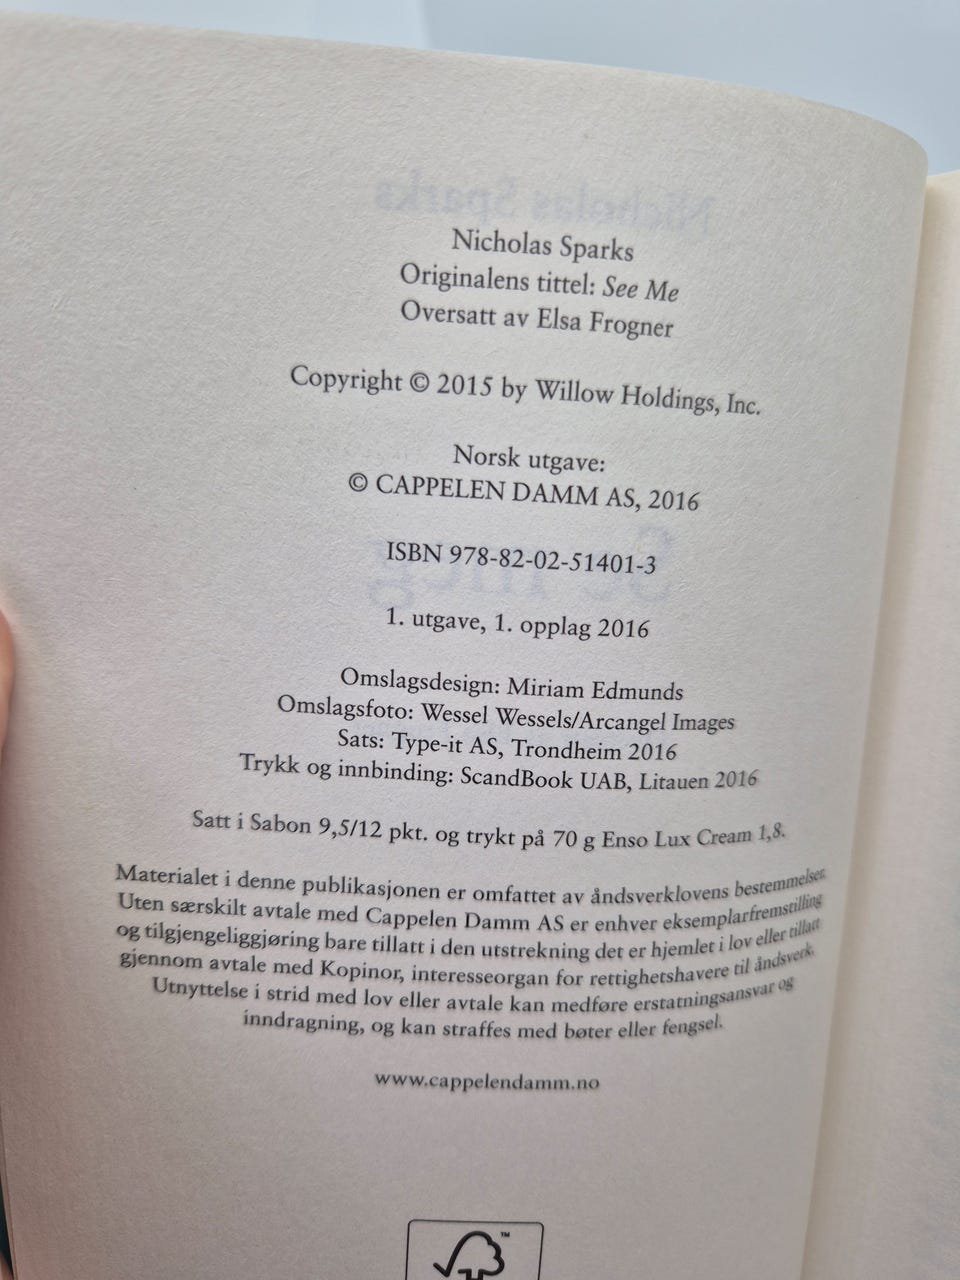 Nicholas Sparks
Nicholas Sparks
Originalens tittel: See Me
Oversatt av Elsa Frogner
Copyright © 2015 by Willow Holdings, Inc.
Norsk utgave:
© CAPPELEN DAMM AS, 2016
Se meg
ISBN 978-82-02-51401-3
1. utgave, 1. opplag 2016
Omslagsdesign: Miriam Edmunds
Omslagsfoto: Wessel Wessels/Arcangel Images
Sats: Type-it AS, Trondheim 2016
Trykk og innbinding: ScandBook UAB, Litauen 2016
Satt i Sabon 9,5/12 pkt. og trykt på 70 g Enso Lux Cream 1,8.
Materialet i denne publikasjonen er omfattet av åndsverklovens bestemmelser.
Uten særskilt avtale med Cappelen Damm AS er enhver eksemplarfremstilling
og tilgjengeliggjøring bare tillatt i den utstrekning det er hjemlet i lov eller tillatt
gjennom avtale med Kopinor, interesseorgan for rettighetshavere til åndsverk.
Utnyttelse i strid med lov eller avtale kan medføre erstatningsansvar og
inndragning, og kan straffes med bøter eller fengsel.
www.cappelendamm.no
TM